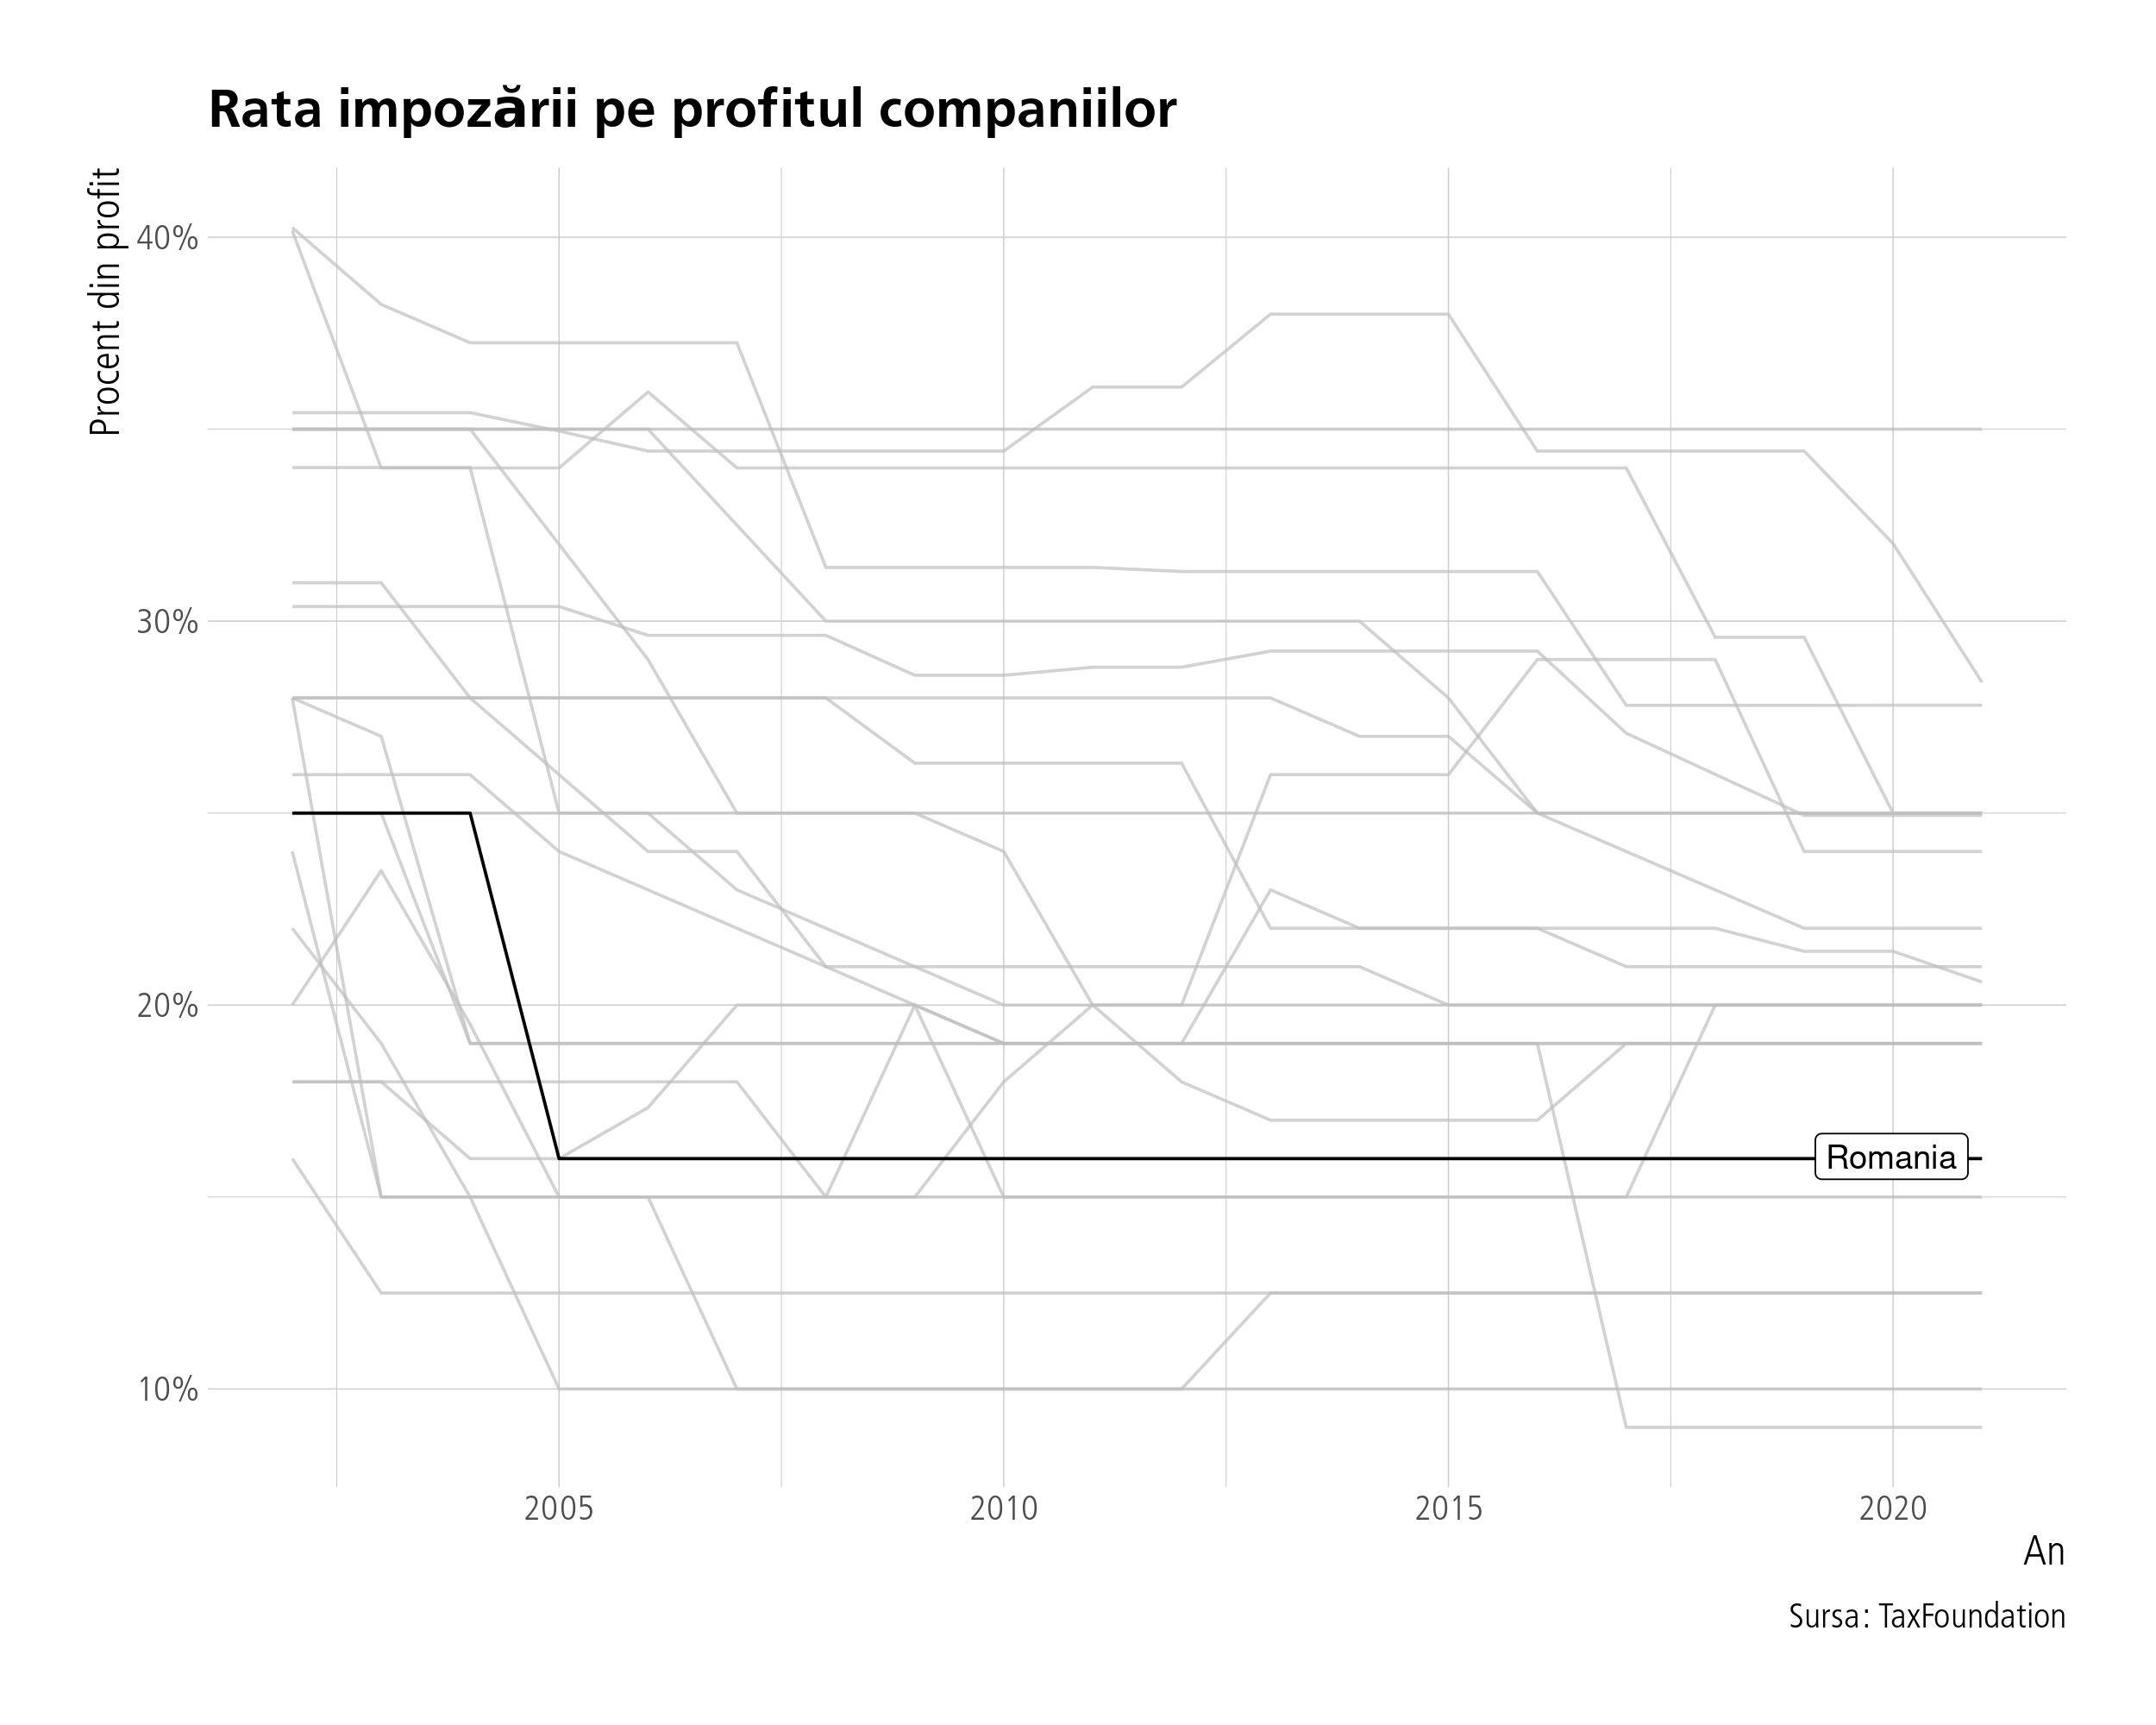 Rata impozării pe profitul companiilor
Procent din profit
40%
30%
20%
10%
Romania
2005 2010 2015 2020
An
Sursa: TaxFoundation